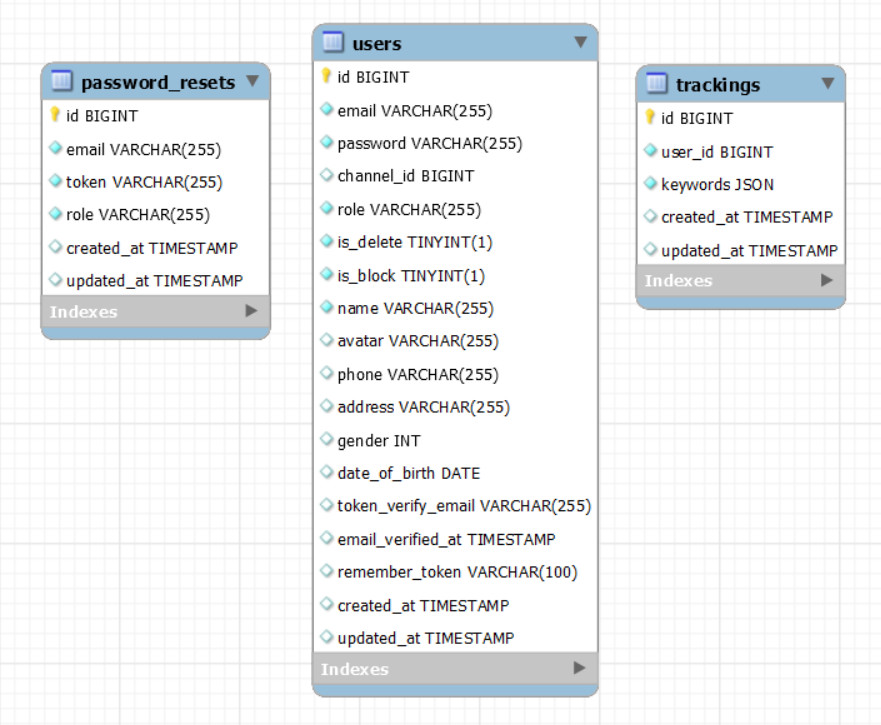 password_resets
id BIGINT
email VARCHAR(255)
token VARCHAR(255)
role VARCHAR(255)
created_at TIMESTAMP
updated_at TIMESTAMP
Indexes
users
id BIGINT
email VARCHAR(255)
password VARCHAR(255)
channel_id BIGINT
role VARCHAR(255)
is_delete TINYINT(1)
is_block TINYINT(1)
name VARCHAR(255)
avatar VARCHAR(255)
phone VARCHAR(255)
address VARCHAR(255)
gender INT
date_of_birth DATE
token_verify_email VARCHAR(255)
email_verified_at TIMESTAMP
remember_token VARCHAR(100)
created_at TIMESTAMP
updated_at TIMESTAMP
Indexes
trackings
id BIGINT
user_id BIGINT
keywords JSON
created_at TIMESTAMP
updated_at TIMESTAMP
Indexes